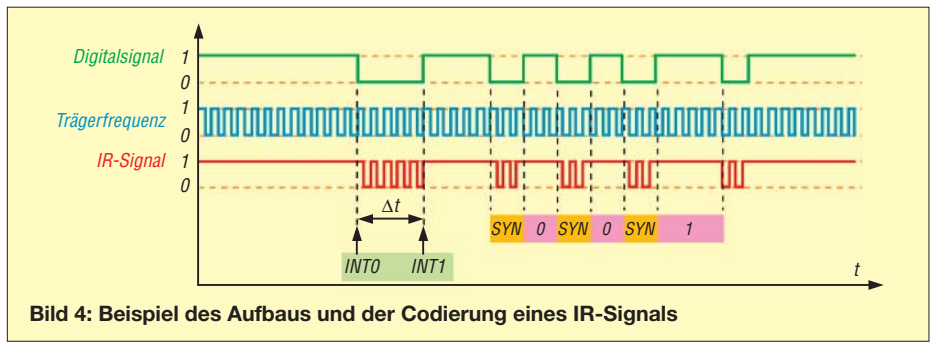 Digitalsignal 1
0
Trägerfrequenz 1
0
IR-Signal 1
0
Δt
SYN 0 SYN 0 SYN 1
INT0 INT1
t
Bild 4: Beispiel des Aufbaus und der Codierung eines IR-Signals